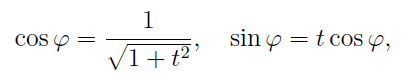 cos φ = 1/√(1 + t²), sin φ = t cos φ,